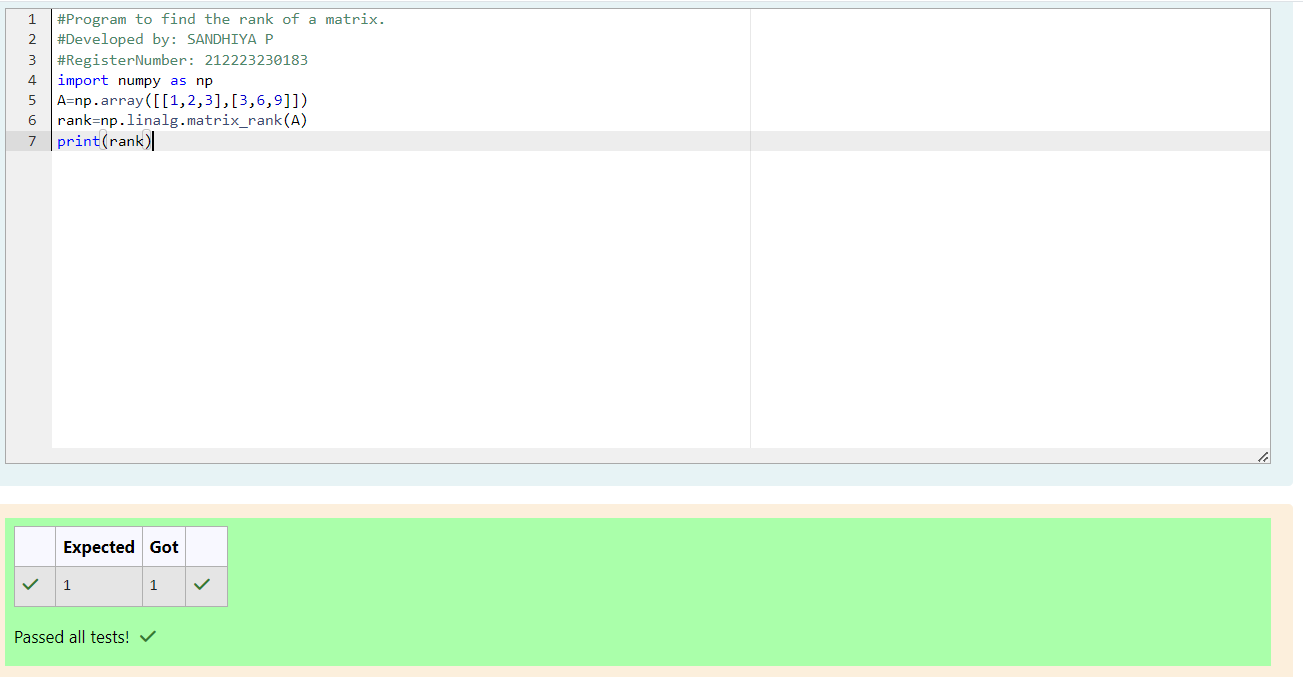 1 #Program to find the rank of a matrix.
2 #Developed by: SANDHIYA P
3 #RegisterNumber: 212223230183
4 import numpy as np
5 A=np.array([[1,2,3],[3,6,9]])
6 rank=np.linalg.matrix_rank(A)
7 print(rank)
Expected Got
1 1
Passed all tests!